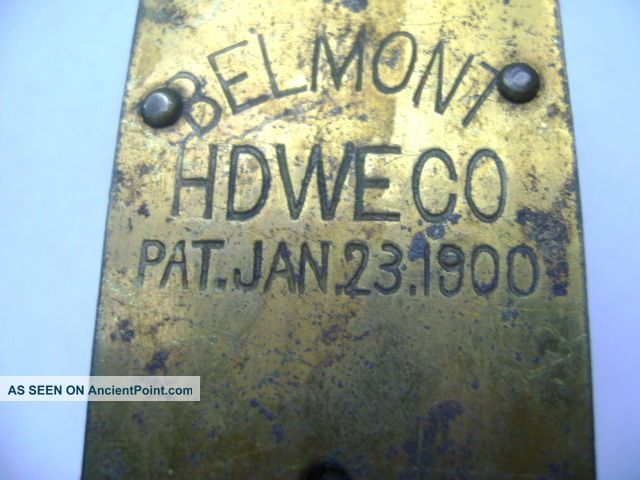 BELMONT
HDWE CO
PAT. JAN. 23. 1900
AS SEEN ON AncientPoint.com